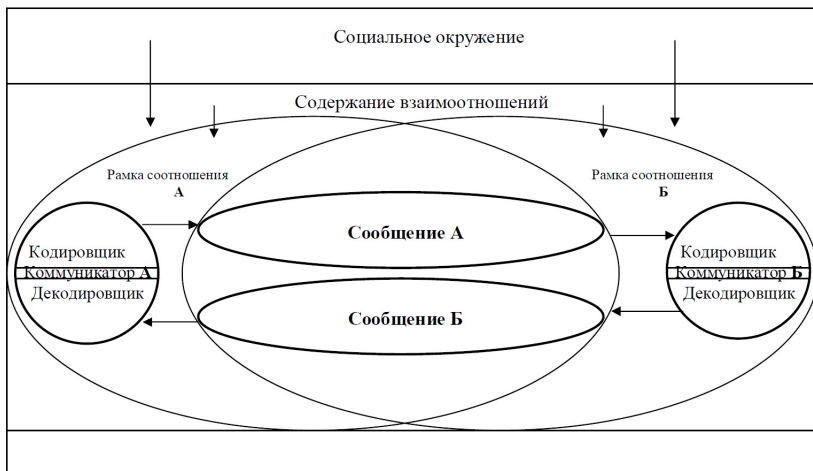 Социальное окружение
Содержание взаимоотношений
Рамка соотношения
А
Рамка соотношения
Б
Сообщение А
Кодировщик
Коммуникатор А
Декодировщик
Кодировщик
Коммуникатор Б
Декодировщик
Сообщение Б